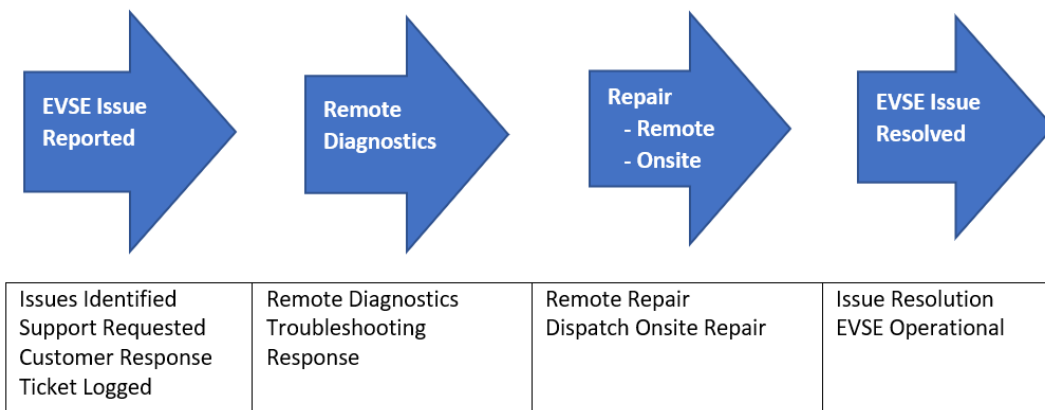 EVSE Issue
Reported
Remote
Diagnostics
Repair
- Remote
- Onsite
EVSE Issue
Resolved
Issues Identified
Support Requested
Customer Response
Ticket Logged
Remote Diagnostics
Troubleshooting
Response
Remote Repair
Dispatch Onsite Repair
Issue Resolution
EVSE Operational